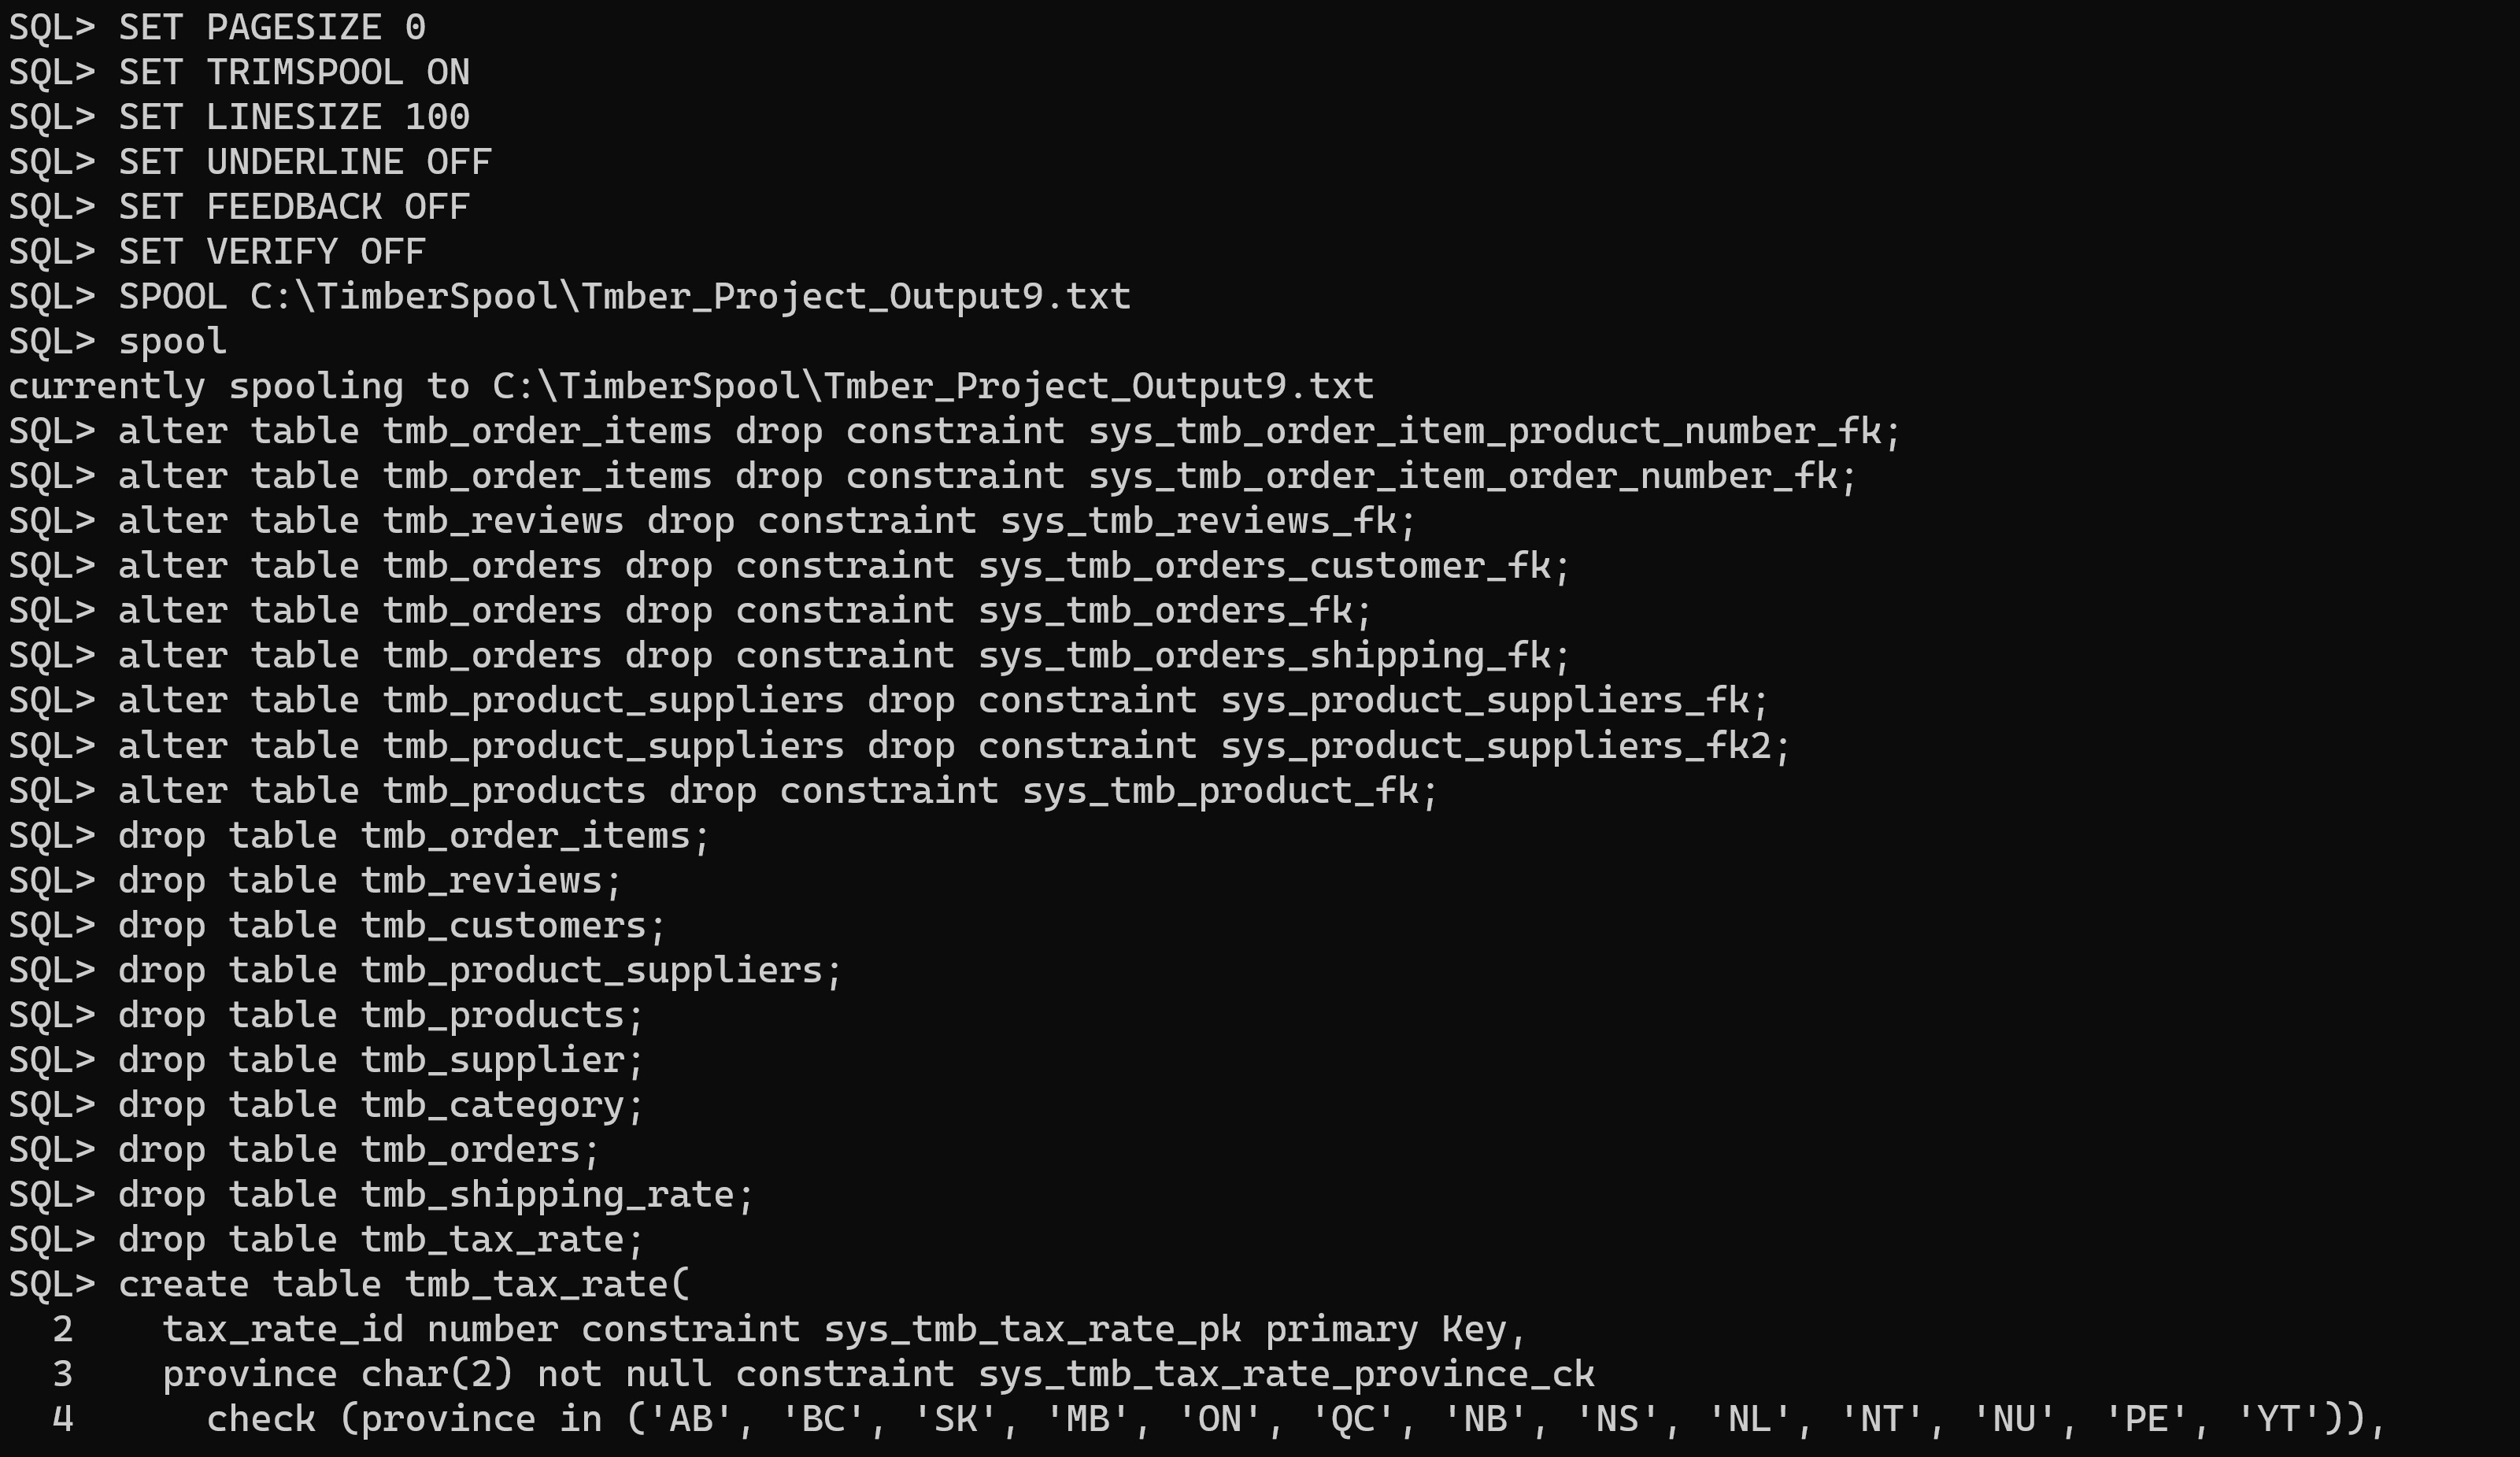 SQL> SET PAGESIZE 0
SQL> SET TRIMSPOOL ON
SQL> SET LINESIZE 100
SQL> SET UNDERLINE OFF
SQL> SET FEEDBACK OFF
SQL> SET VERIFY OFF
SQL> SPOOL C:\TimberSpool\Tmber_Project_Output9.txt
SQL> spool
currently spooling to C:\TimberSpool\Tmber_Project_Output9.txt
SQL> alter table tmb_order_items drop constraint sys_tmb_order_item_product_number_fk;
SQL> alter table tmb_order_items drop constraint sys_tmb_order_item_order_number_fk;
SQL> alter table tmb_reviews drop constraint sys_tmb_reviews_fk;
SQL> alter table tmb_orders drop constraint sys_tmb_orders_customer_fk;
SQL> alter table tmb_orders drop constraint sys_tmb_orders_fk;
SQL> alter table tmb_orders drop constraint sys_tmb_orders_shipping_fk;
SQL> alter table tmb_product_suppliers drop constraint sys_product_suppliers_fk;
SQL> alter table tmb_product_suppliers drop constraint sys_product_suppliers_fk2;
SQL> alter table tmb_products drop constraint sys_tmb_product_fk;
SQL> drop table tmb_order_items;
SQL> drop table tmb_reviews;
SQL> drop table tmb_customers;
SQL> drop table tmb_product_suppliers;
SQL> drop table tmb_products;
SQL> drop table tmb_supplier;
SQL> drop table tmb_category;
SQL> drop table tmb_orders;
SQL> drop table tmb_shipping_rate;
SQL> drop table tmb_tax_rate;
SQL> create table tmb_tax_rate(
  2    tax_rate_id number constraint sys_tmb_tax_rate_pk primary Key,
  3    province char(2) not null constraint sys_tmb_tax_rate_province_ck
  4      check (province in ('AB', 'BC', 'SK', 'MB', 'ON', 'QC', 'NB', 'NS', 'NL', 'NT', 'NU', 'PE', 'YT')),